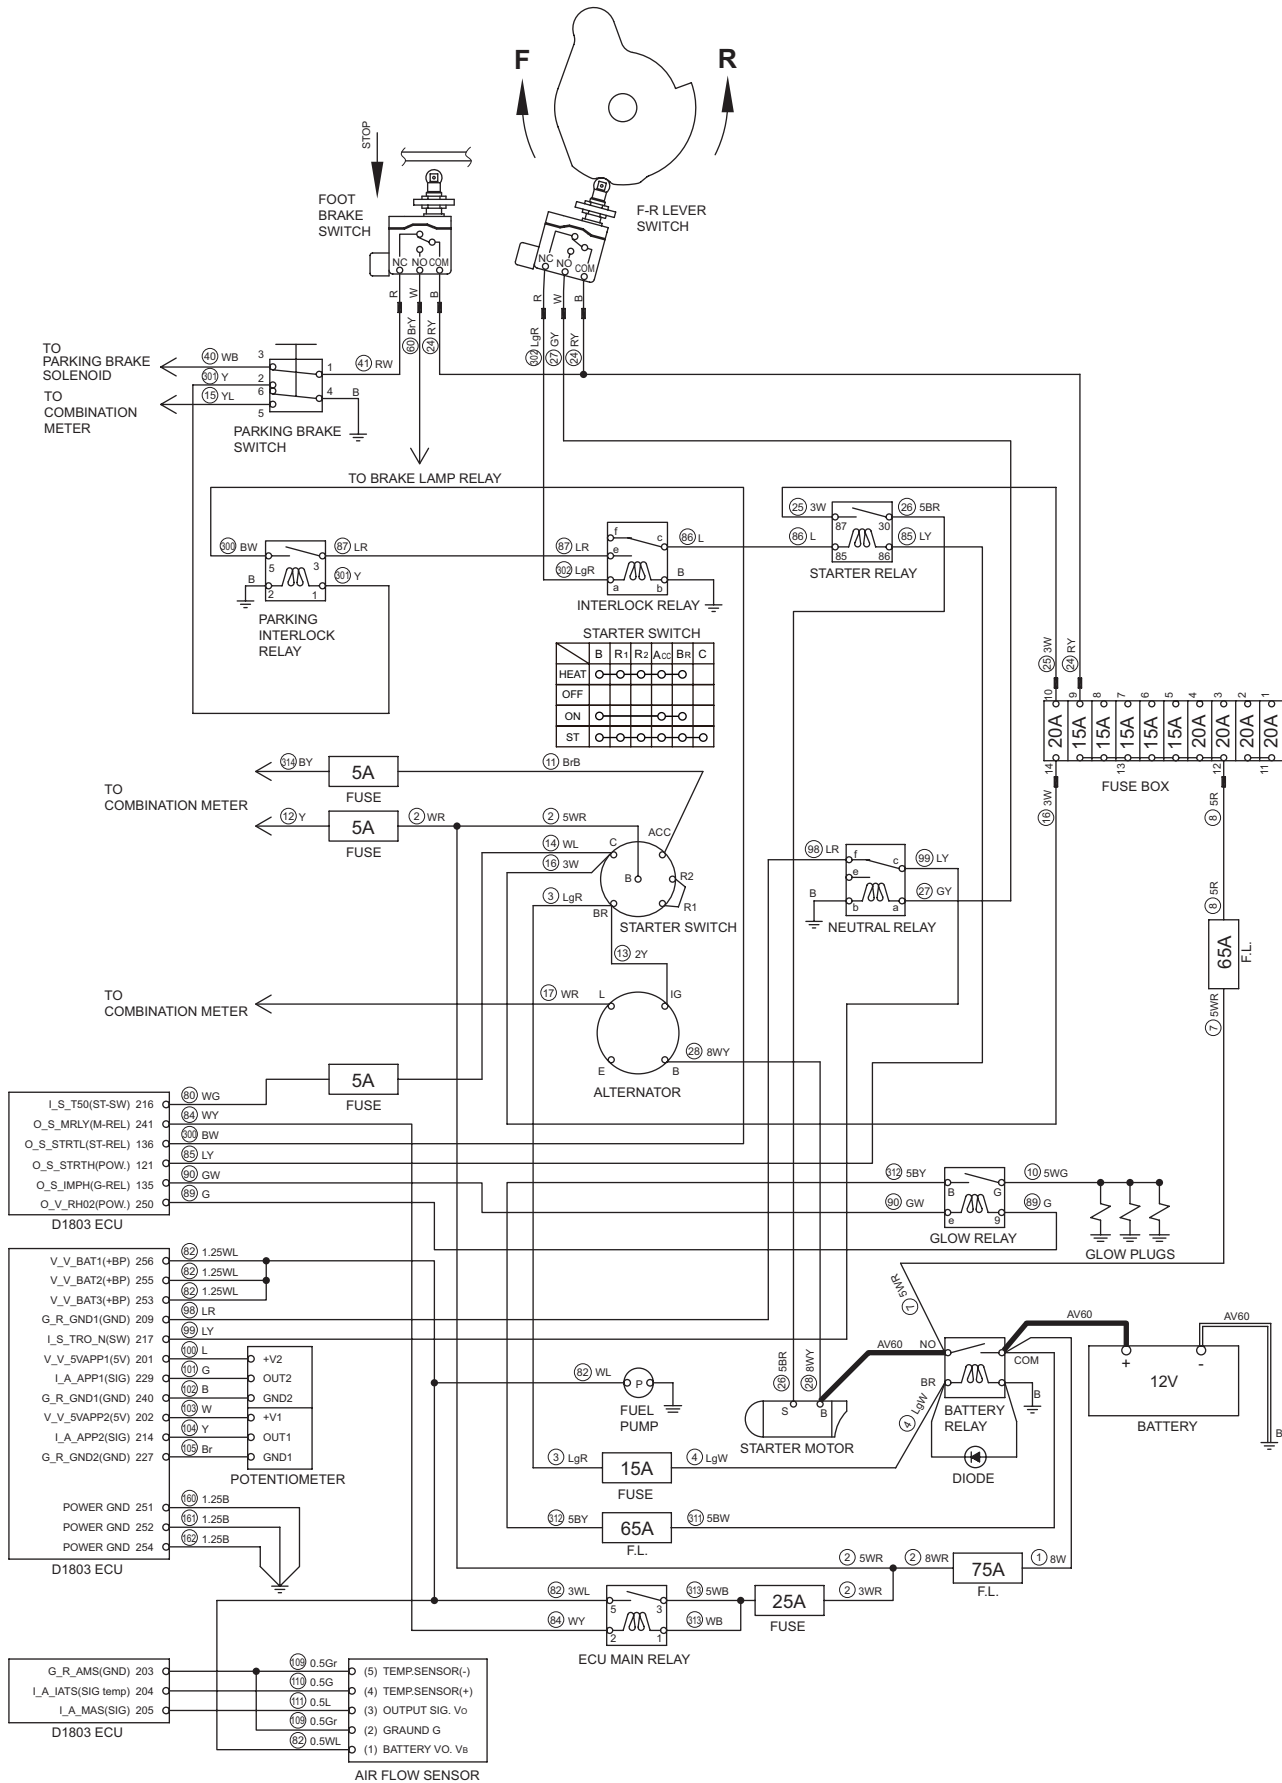 F
R
STOP
FOOT
BRAKE
SWITCH
F-R LEVER
SWITCH
NC NO COM
NC NO COM
R
W
B
R
W
B
60 BrY
24 RY
302 LgR
27 GY
24 RY
TO
PARKING BRAKE
SOLENOID
40 WB
3
1
41 RW
301 Y
2
6
4
B
TO
COMBINATION
METER
15 YL
5
PARKING BRAKE
SWITCH
TO BRAKE LAMP RELAY
25 3W
26 5BR
87
30
86 L
85 LY
85
86
STARTER RELAY
300 BW
87 LR
5
3
B
301 Y
2
1
PARKING
INTERLOCK
RELAY
87 LR
f
c
86 L
e
302 LgR
a
b
B
INTERLOCK RELAY
STARTER SWITCH
B R1 R2 Acc BR C
HEAT
OFF
ON
ST
25 3W
24 RY
10 9 8 7 6 5 4 3 2 1
20A 15A 15A 15A 15A 15A 20A 20A 20A 20A
14 13 12 11
FUSE BOX
16 3W
8 5R
314 BY
5A
11 BrB
FUSE
TO
COMBINATION METER
12 Y
5A
2 WR
2 5WR
FUSE
14 WL
C
ACC
16 3W
B
R2
3 LgR
BR
R1
STARTER SWITCH
13 2Y
98 LR
f
c
99 LY
e
B
27 GY
b
a
NEUTRAL RELAY
8 5R
65A
F.L.
7 5WR
TO
COMBINATION METER
17 WR
L
IG
28 8WY
E
B
ALTERNATOR
5A
FUSE
I_S_T50(ST-SW) 216
80 WG
O_S_MRLY(M-REL) 241
84 WY
O_S_STRTL(ST-REL) 136
300 BW
O_S_STRTH(POW.) 121
85 LY
O_S_IMPH(G-REL) 135
90 GW
O_V_RH02(POW.) 250
89 G
D1803 ECU
312 5BY
B
G
10 5WG
90 GW
89 G
e
9
GLOW RELAY
GLOW PLUGS
V_V_BAT1(+BP) 256
82 1.25WL
V_V_BAT2(+BP) 255
82 1.25WL
V_V_BAT3(+BP) 253
82 1.25WL
G_R_GND1(GND) 209
98 LR
I_S_TRO_N(SW) 217
99 LY
V_V_5VAPP1(5V) 201
100 L
+V2
I_A_APP1(SIG) 229
101 G
OUT2
G_R_GND1(GND) 240
102 B
GND2
V_V_5VAPP2(5V) 202
103 W
+V1
I_A_APP2(SIG) 214
104 Y
OUT1
G_R_GND2(GND) 227
105 Br
GND1
POTENTIOMETER
POWER GND 251
160 1.25B
POWER GND 252
161 1.25B
POWER GND 254
162 1.25B
D1803 ECU
82 WL
P
FUEL
PUMP
26 5BR
28 8WY
S
B
STARTER MOTOR
7 5WR
AV60
NO
COM
BR
B
4 LgW
BATTERY
RELAY
DIODE
AV60
AV60
+
-
12V
BATTERY
B
3 LgR
15A
4 LgW
FUSE
312 5BY
65A
311 5BW
F.L.
2 5WR
2 8WR
75A
1 8W
F.L.
82 3WL
5
3
313 5WB
25A
2 3WR
FUSE
84 WY
2
1
313 WB
ECU MAIN RELAY
G_R_AMS(GND) 203
109 0.5Gr
(5) TEMP.SENSOR(-)
I_A_IATS(SIG temp) 204
110 0.5G
(4) TEMP.SENSOR(+)
I_A_MAS(SIG) 205
111 0.5L
(3) OUTPUT SIG. Vo
109 0.5Gr
(2) GRAUND G
82 0.5WL
(1) BATTERY VO. VB
D1803 ECU
AIR FLOW SENSOR